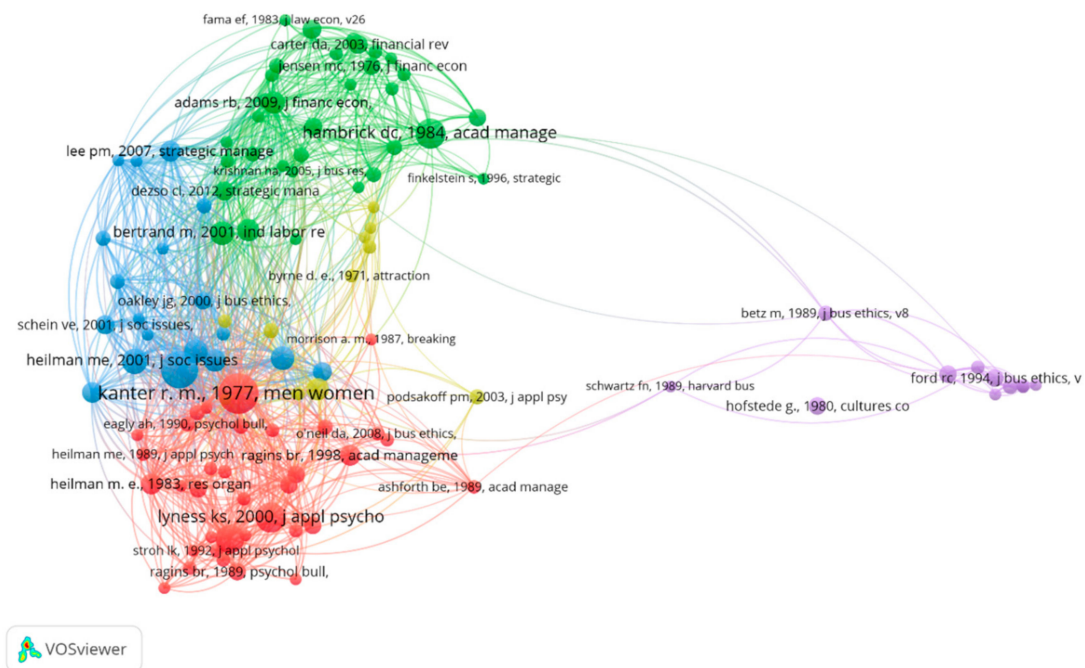 fama ef, 1983, j law econ, v26
carter da, 2003, financial rev
jensen mc, 1976, j financ econ
adams rb, 2009, j financ econ,
hambrick dc, 1984, acad manage
lee pm, 2007, strategic manage
krishnan ha, 2005, j bus res,
finkelstein s, 1996, strategic
dezso cl, 2012, strategic mana
bertrand m, 2001, ind labor re
byrne d. e., 1971, attraction
oakley jg, 2000, j bus ethics,
betz m, 1989, j bus ethics, v8
schein ve, 2001, j soc issues,
morrison a. m., 1987, breaking
heilman me, 2001, j soc issues
ford rc, 1994, j bus ethics, v
schwartz fn, 1989, harvard bus
kanter r. m., 1977, men women
podsakoff pm, 2003, j appl psy
hofstede g., 1980, cultures co
eagly ah, 1990, psychol bull,
o'neil da, 2008, j bus ethics,
heilman me, 1989, j appl psych
ragins br, 1998, acad manageme
heilman m. e., 1983, res organ
ashforth be, 1989, acad manage
lyness ks, 2000, j appl psycho
stroh lk, 1992, j appl psychol
ragins br, 1989, psychol bull,
VOSviewer